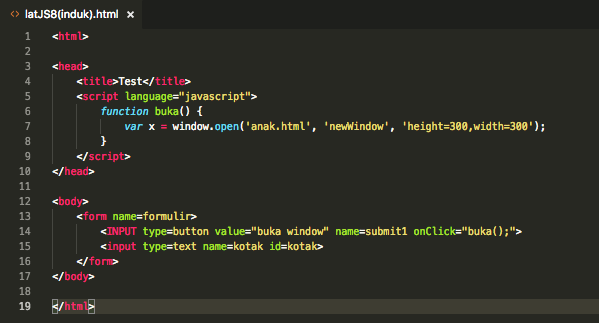 <> latJS8(induk).html ×
1 <html>
2
3 <head>
4 <title>Test</title>
5 <script language="javascript">
6 function buka() {
7 var x = window.open('anak.html', 'newWindow', 'height=300,width=300');
8 }
9 </script>
10 </head>
11
12 <body>
13 <form name=formulir>
14 <INPUT type=button value="buka window" name=submit1 onClick="buka();">
15 <input type=text name=kotak id=kotak>
16 </form>
17 </body>
18
19 </html>